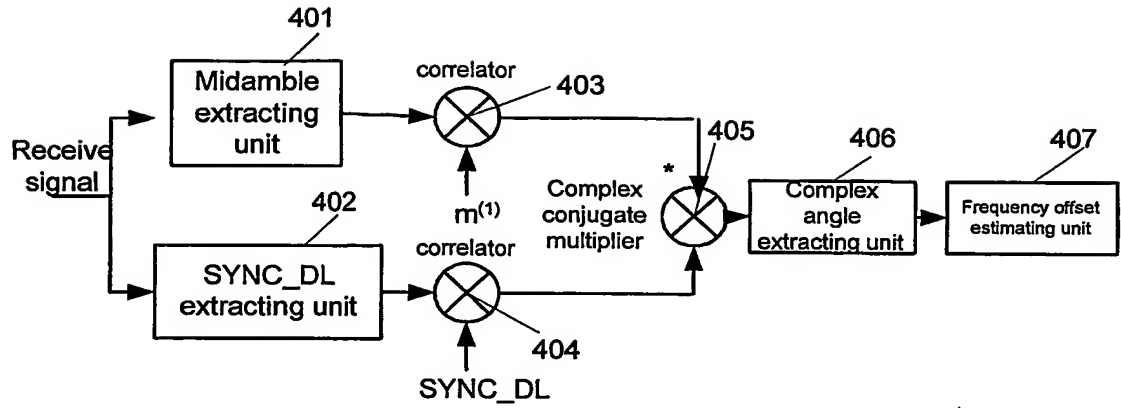 401
Midamble
extracting
unit
correlator
403
m(1)
Receive
signal
402
SYNC_DL
extracting unit
correlator
404
SYNC_DL
Complex
conjugate
multiplier
*
405
406
Complex
angle
extracting unit
407
Frequency offset
estimating unit